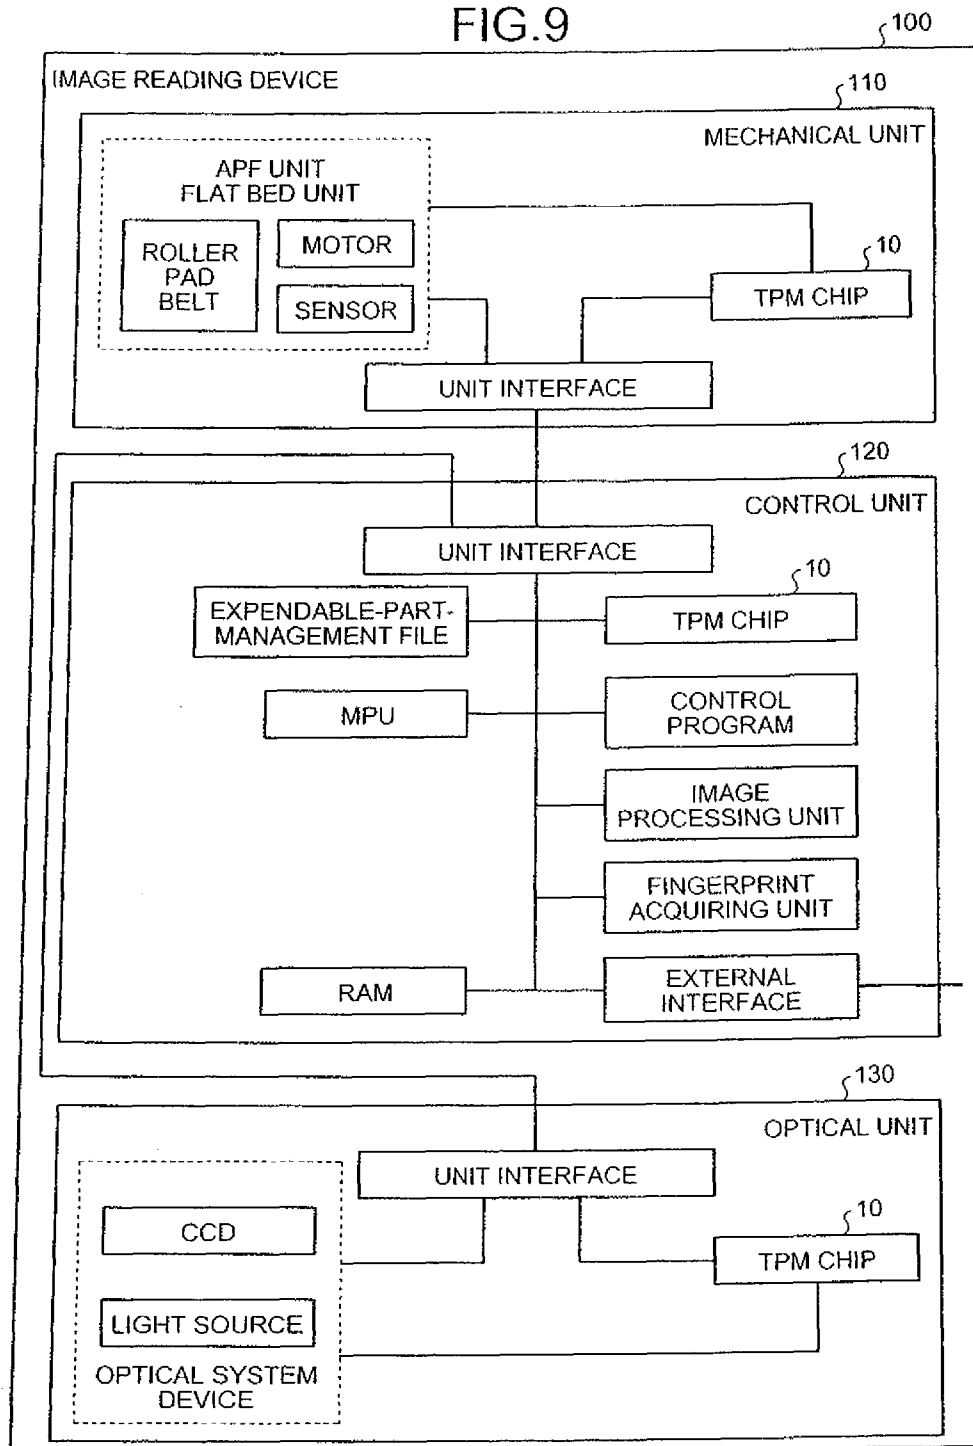 FIG.9
100
IMAGE READING DEVICE
110
MECHANICAL UNIT
APF UNIT
FLAT BED UNIT
ROLLER
PAD
BELT
MOTOR
SENSOR
10
TPM CHIP
UNIT INTERFACE
120
CONTROL UNIT
UNIT INTERFACE
EXPENDABLE-PART-
MANAGEMENT FILE
10
TPM CHIP
MPU
CONTROL
PROGRAM
IMAGE
PROCESSING UNIT
FINGERPRINT
ACQUIRING UNIT
RAM
EXTERNAL
INTERFACE
130
OPTICAL UNIT
UNIT INTERFACE
CCD
10
TPM CHIP
LIGHT SOURCE
OPTICAL SYSTEM
DEVICE